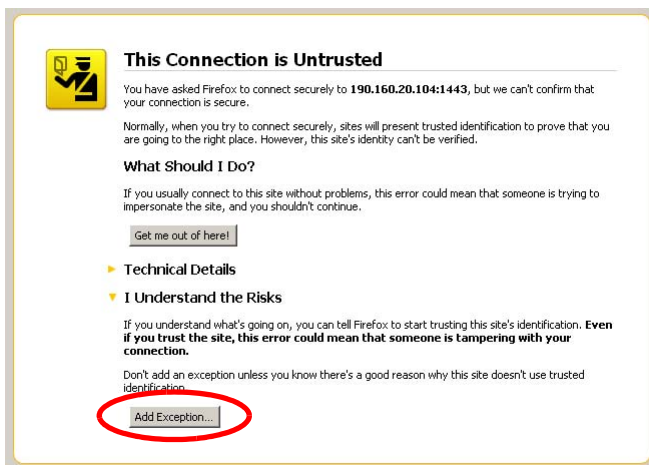 This Connection is Untrusted
You have asked Firefox to connect securely to 190.160.20.104:1443, but we can't confirm that
your connection is secure.
Normally, when you try to connect securely, sites will present trusted identification to prove that you
are going to the right place. However, this site's identity can't be verified.
What Should I Do?
If you usually connect to this site without problems, this error could mean that someone is trying to
impersonate the site, and you shouldn't continue.
Get me out of here!
Technical Details
I Understand the Risks
If you understand what's going on, you can tell Firefox to start trusting this site's identification. Even
if you trust the site, this error could mean that someone is tampering with your
connection.
Don't add an exception unless you know there's a good reason why this site doesn't use trusted
identification.
Add Exception...